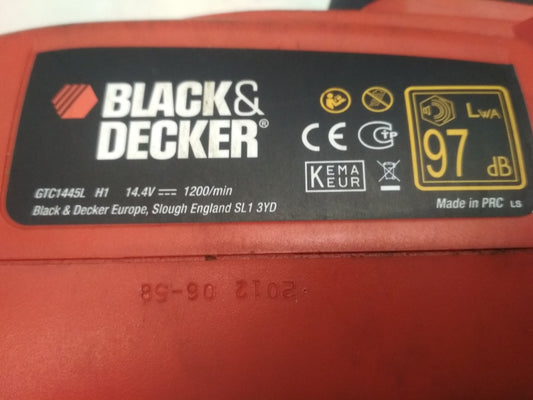 BLACK&
DECKER®
GTC1445L H1 14.4V 1200/min
Black & Decker Europe, Slough England SL1 3YD
CE
C TP
KEMA
KEUR
LWA
97
dB
Made in PRC LS
2012 06-58